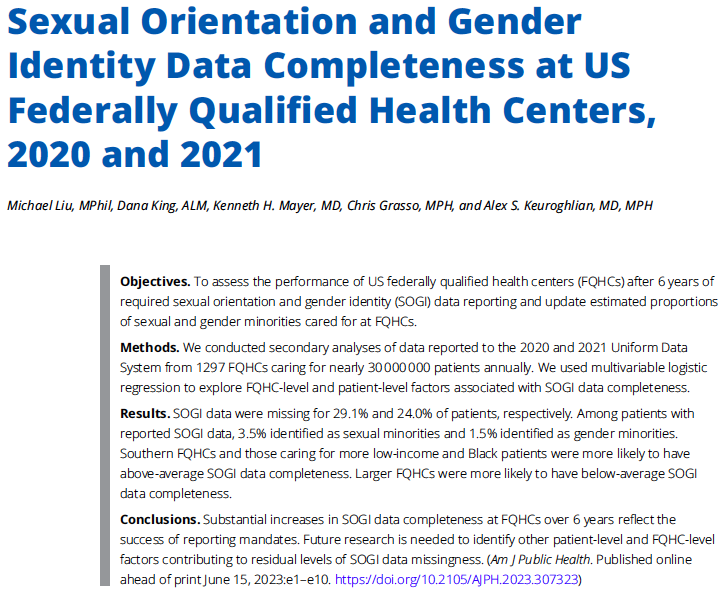 Sexual Orientation and Gender
Identity Data Completeness at US
Federally Qualified Health Centers,
2020 and 2021
Michael Liu, MPhil, Dana King, ALM, Kenneth H. Mayer, MD, Chris Grasso, MPH, and Alex S. Keuroghlian, MD, MPH
Objectives. To assess the performance of US federally qualified health centers (FQHCs) after 6 years of
required sexual orientation and gender identity (SOGI) data reporting and update estimated proportions
of sexual and gender minorities cared for at FQHCs.
Methods. We conducted secondary analyses of data reported to the 2020 and 2021 Uniform Data
System from 1297 FQHCs caring for nearly 30 000 000 patients annually. We used multivariable logistic
regression to explore FQHC-level and patient-level factors associated with SOGI data completeness.
Results. SOGI data were missing for 29.1% and 24.0% of patients, respectively. Among patients with
reported SOGI data, 3.5% identified as sexual minorities and 1.5% identified as gender minorities.
Southern FQHCs and those caring for more low-income and Black patients were more likely to have
above-average SOGI data completeness. Larger FQHCs were more likely to have below-average SOGI
data completeness.
Conclusions. Substantial increases in SOGI data completeness at FQHCs over 6 years reflect the
success of reporting mandates. Future research is needed to identify other patient-level and FQHC-level
factors contributing to residual levels of SOGI data missingness. (Am J Public Health. Published online
ahead of print June 15, 2023:e1–e10. https://doi.org/10.2105/AJPH.2023.307323)